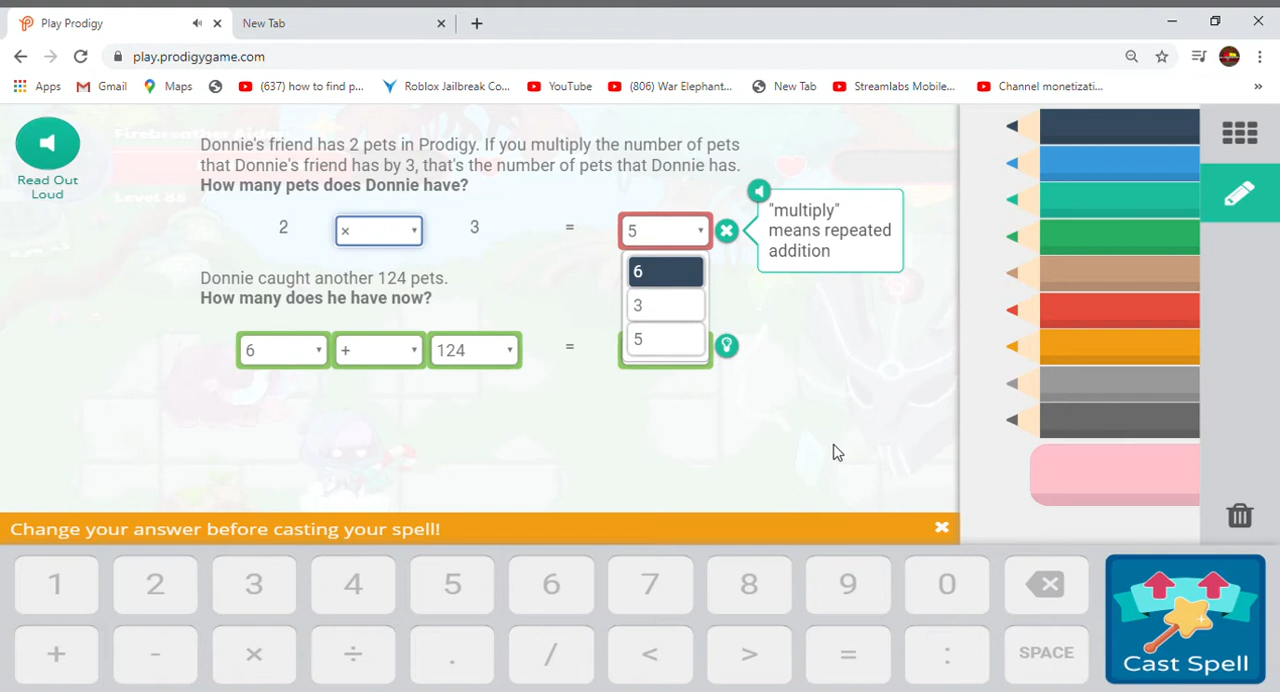 Play Prodigy
New Tab
play.prodigygame.com
Apps
Gmail
Maps
(637) how to find p...
Roblox Jailbreak Co...
YouTube
(806) War Elephant...
New Tab
Streamlabs Mobile...
Channel monetizati...
»
Read Out
Loud
Level 88
Donnie's friend has 2 pets in Prodigy. If you multiply the number of pets
that Donnie's friend has by 3, that's the number of pets that Donnie has.
How many pets does Donnie have?
2 × 3 = 5
"multiply"
means repeated
addition
6
3
5
Donnie caught another 124 pets.
How many does he have now?
6 + 124 =
Change your answer before casting your spell!
1 2 3 4 5 6 7 8 9 0
+ - × ÷ . / < > = : SPACE
Cast Spell